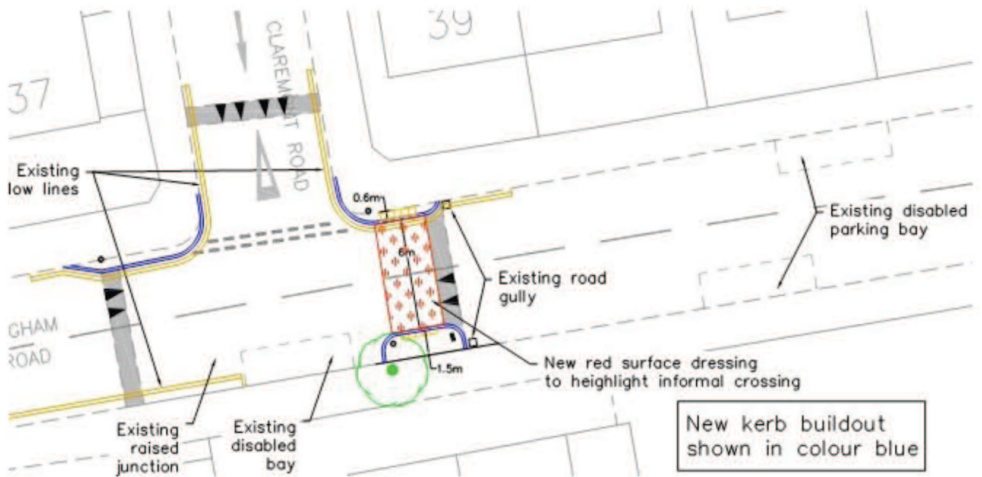 39
37
CLAREMONT ROAD
Existing
low lines
0.6m
6m
Existing disabled
parking bay
Existing road
gully
GHAM
ROAD
1.5m
New red surface dressing
to heighlight informal crossing
Existing
raised
junction
Existing
disabled
bay
New kerb buildout
shown in colour blue